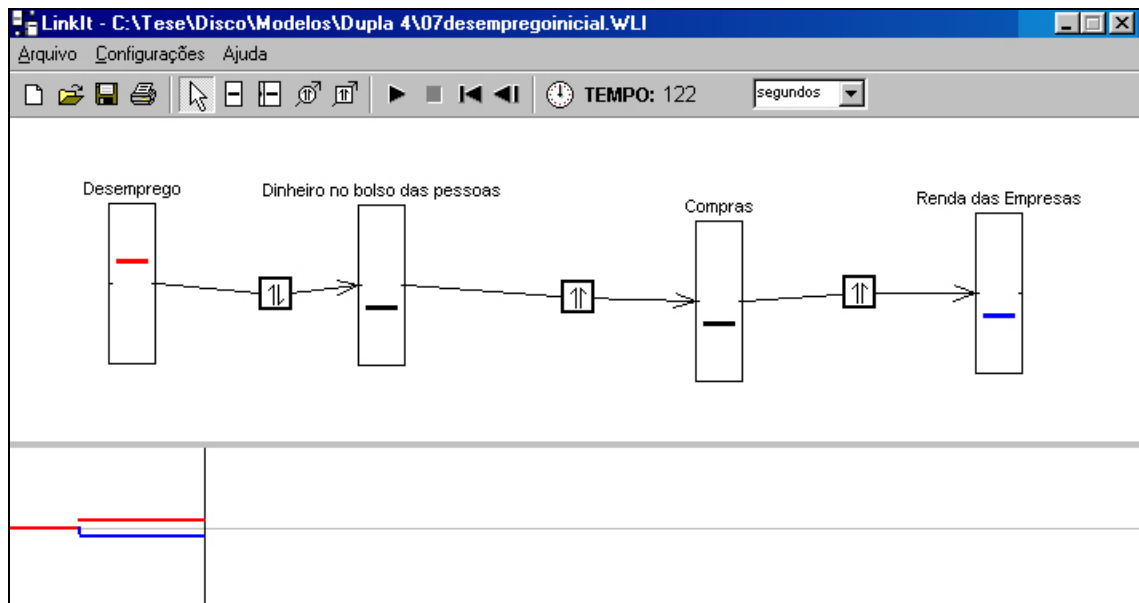 LinkIt - C:\Tese\Disco\Modelos\Dupla 4\07desempregoinicial.WLI
Arquivo Configurações Ajuda
TEMPO: 122 segundos
Desemprego
Dinheiro no bolso das pessoas
Compras
Renda das Empresas